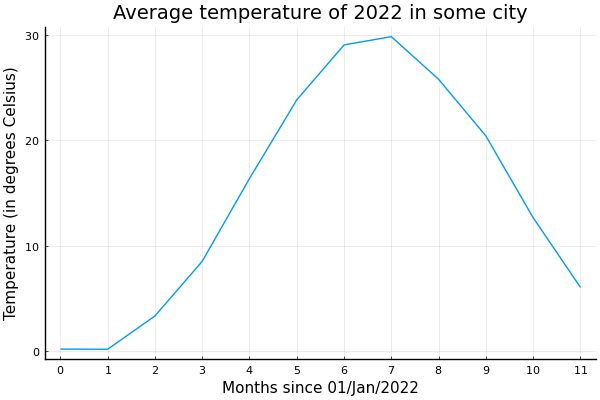 Average temperature of 2022 in some city
Temperature (in degrees Celsius)
30
20
10
0
0 1 2 3 4 5 6 7 8 9 10 11
Months since 01/Jan/2022